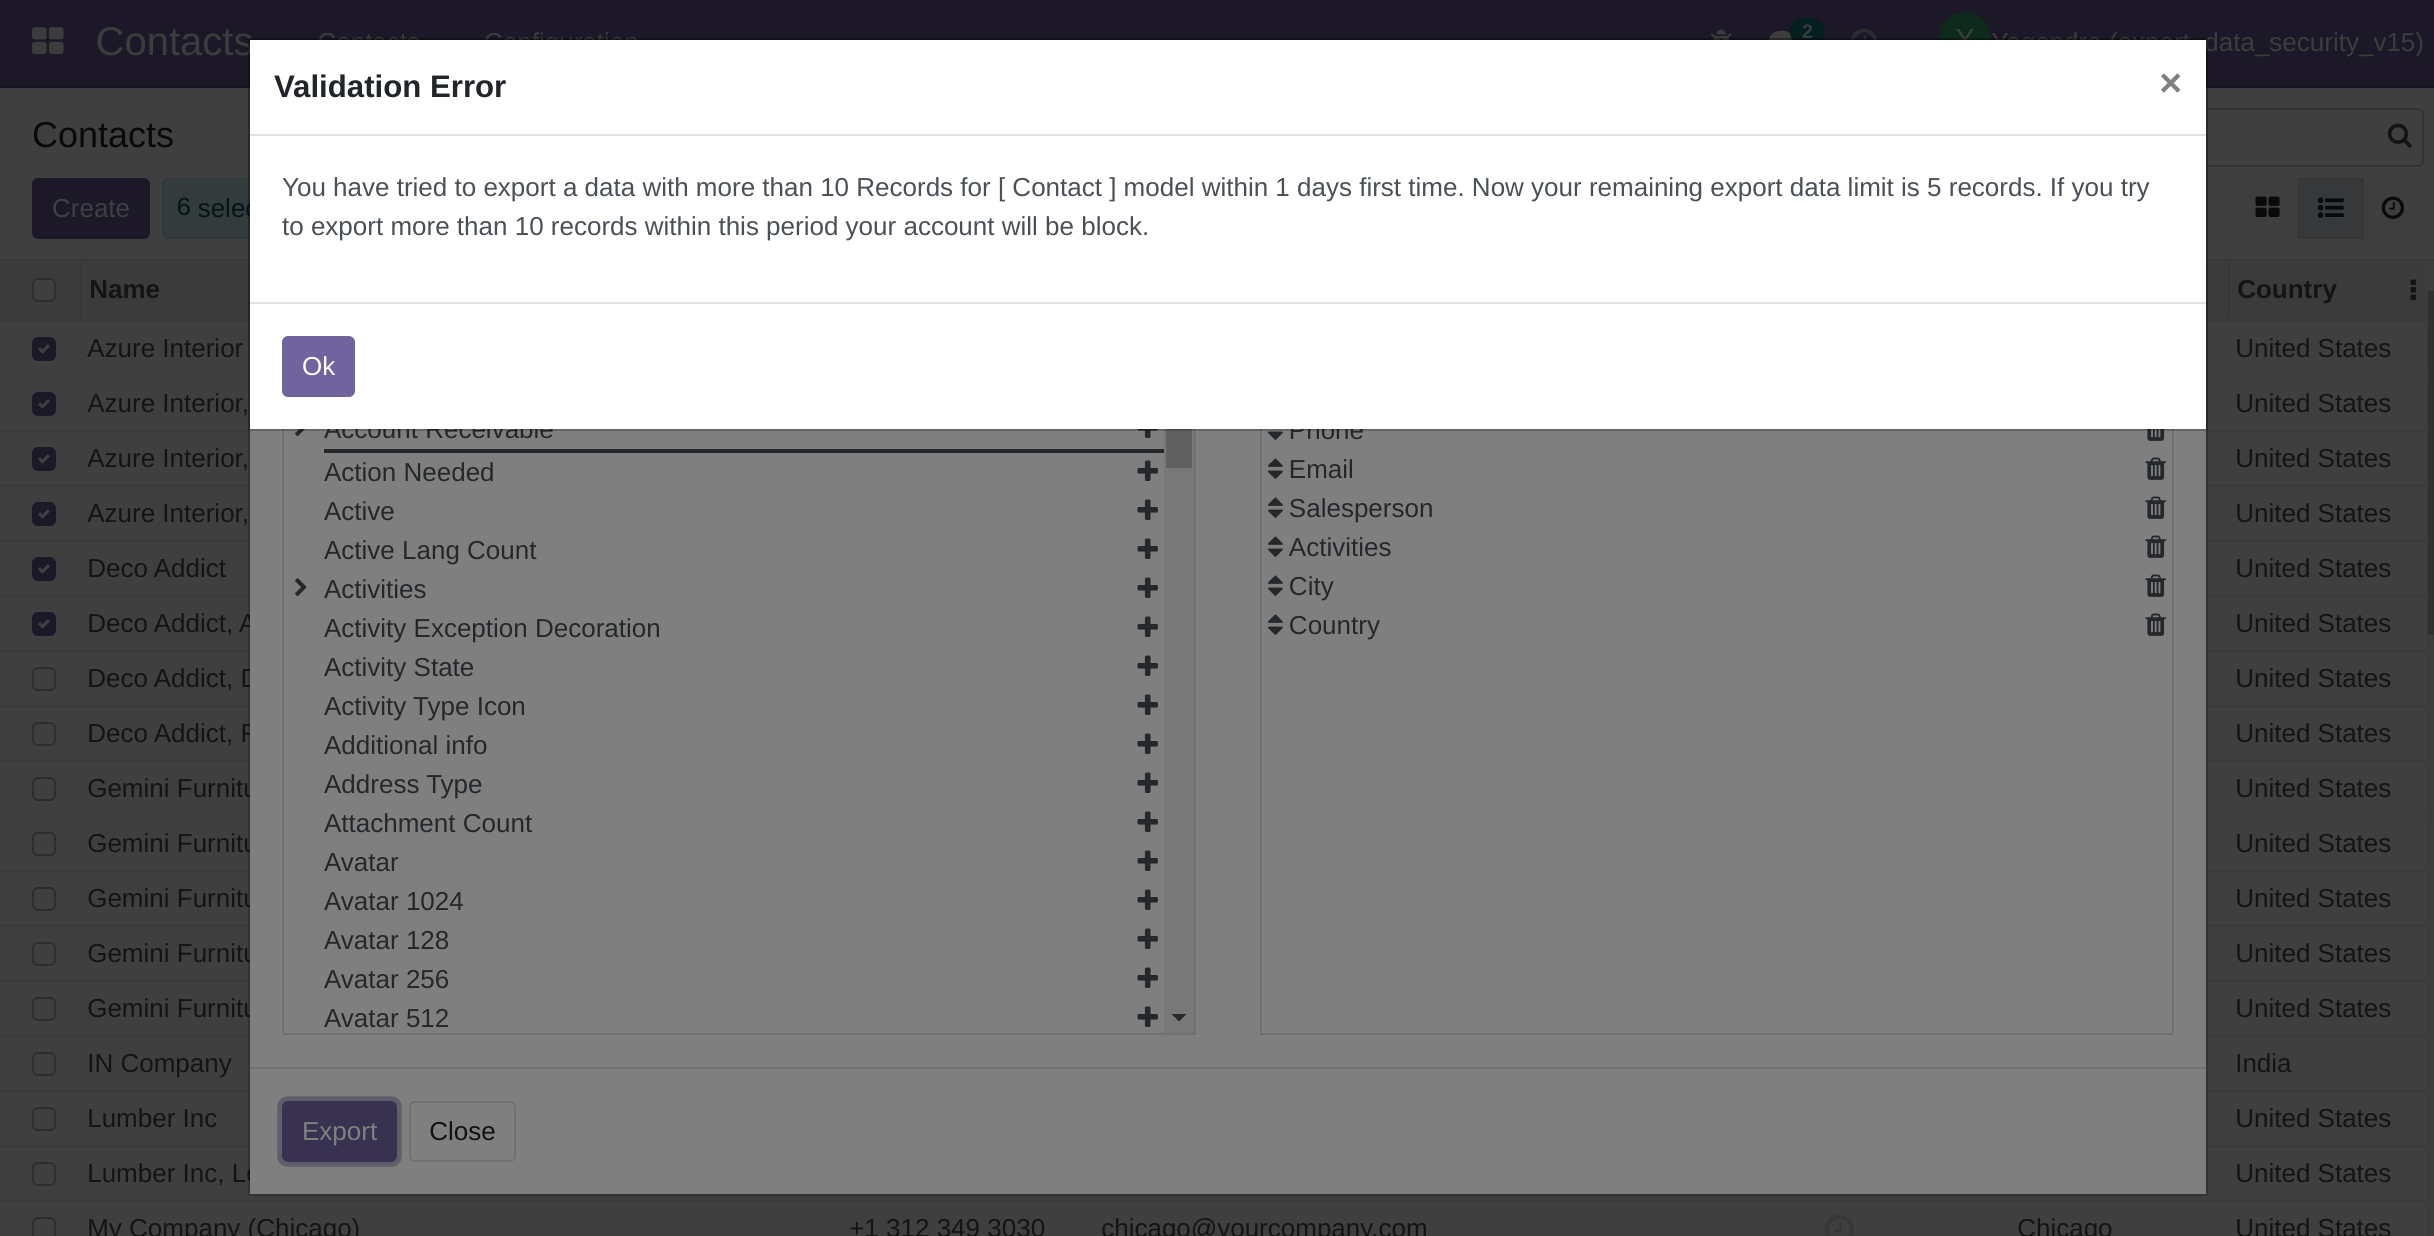 Contacts
2
data_security_v15)
Validation Error
Contacts
Create
6 selec
You have tried to export a data with more than 10 Records for [ Contact ] model within 1 days first time. Now your remaining export data limit is 5 records. If you try
to export more than 10 records within this period your account will be block.
Name
Country
Ok
Azure Interior
United States
Azure Interior,
United States
Account Receivable
Phone
Azure Interior,
Action Needed
Email
United States
Azure Interior,
Active
Salesperson
United States
Active Lang Count
Activities
Deco Addict
United States
Activities
City
Deco Addict, A
Activity Exception Decoration
Country
United States
Activity State
Deco Addict, D
United States
Activity Type Icon
Deco Addict, F
Additional info
United States
Gemini Furnitu
Address Type
United States
Gemini Furnitu
Attachment Count
United States
Avatar
Gemini Furnitu
Avatar 1024
United States
Gemini Furnitu
Avatar 128
United States
Avatar 256
Gemini Furnitu
Avatar 512
United States
IN Company
India
Lumber Inc
Export
Close
United States
Lumber Inc, Lo
United States
My Company (Chicago)
+1 312 349 3030
chicago@yourcompany.com
Chicago
United States